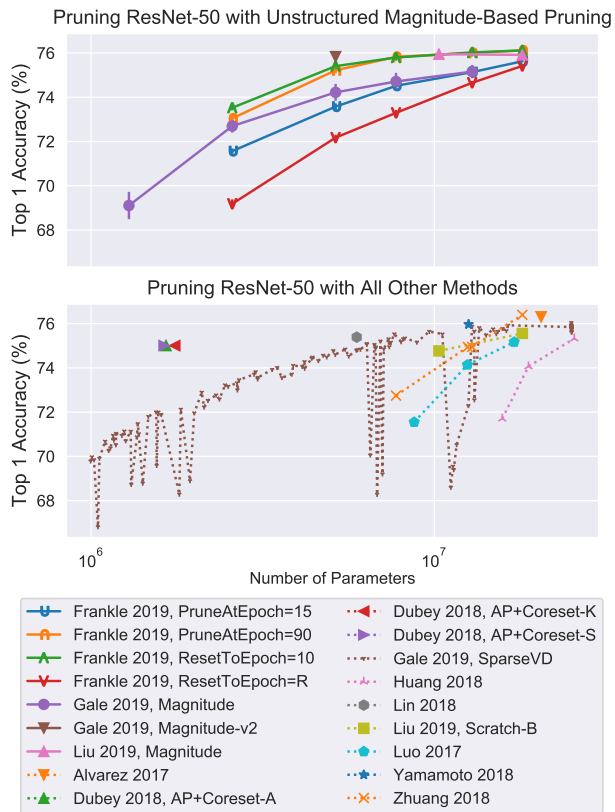 Pruning ResNet-50 with Unstructured Magnitude-Based Pruning
Top 1 Accuracy (%)
76
74
72
70
68
Pruning ResNet-50 with All Other Methods
Top 1 Accuracy (%)
76
74
72
70
68
10^6
10^7
Number of Parameters
Frankle 2019, PruneAtEpoch=15
Frankle 2019, PruneAtEpoch=90
Frankle 2019, ResetToEpoch=10
Frankle 2019, ResetToEpoch=R
Gale 2019, Magnitude
Gale 2019, Magnitude-v2
Liu 2019, Magnitude
Alvarez 2017
Dubey 2018, AP+Coreset-A
Dubey 2018, AP+Coreset-K
Dubey 2018, AP+Coreset-S
Gale 2019, SparseVD
Huang 2018
Lin 2018
Liu 2019, Scratch-B
Luo 2017
Yamamoto 2018
Zhuang 2018